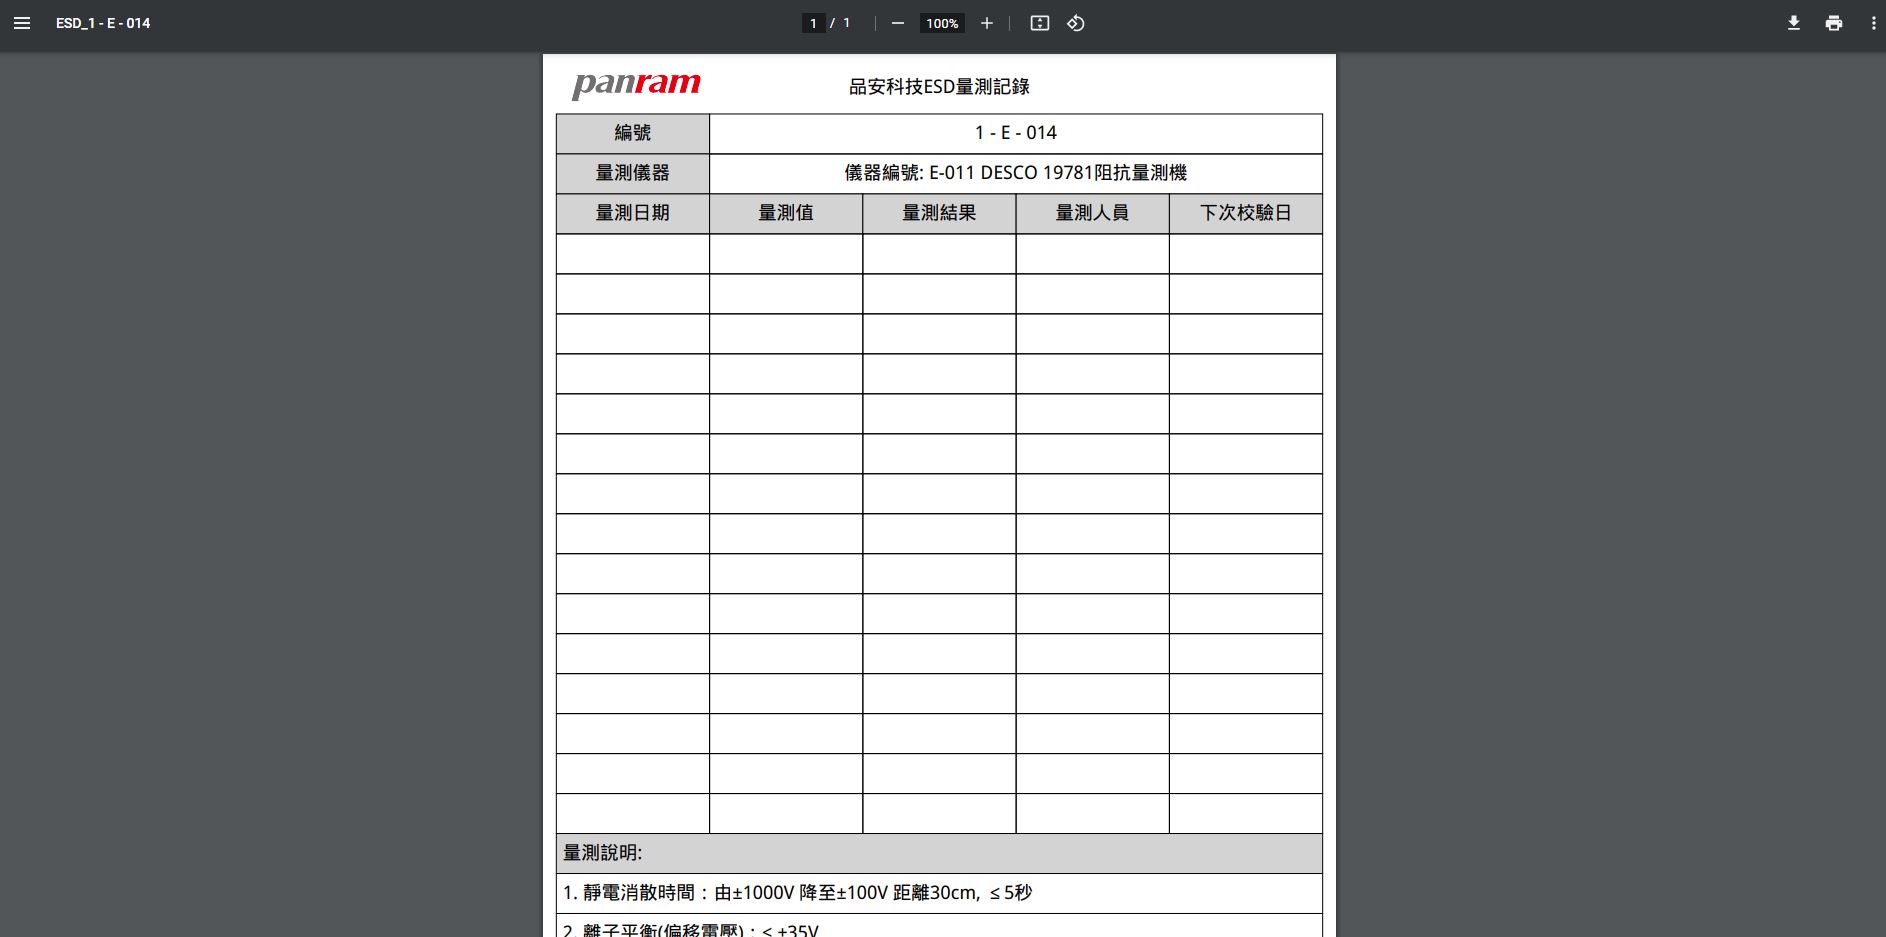 ESD_1 - E - 014
1 / 1
100%
panram
品安科技ESD量測記錄
編號
1 - E - 014
量測儀器
儀器編號: E-011 DESCO 19781阻抗量測機
量測日期 量測值 量測結果 量測人員 下次校驗日
量測說明:
1. 靜電消散時間：由±1000V 降至±100V 距離30cm, ≤ 5秒
2. 離子平衡(偏移電壓)：< ±35V